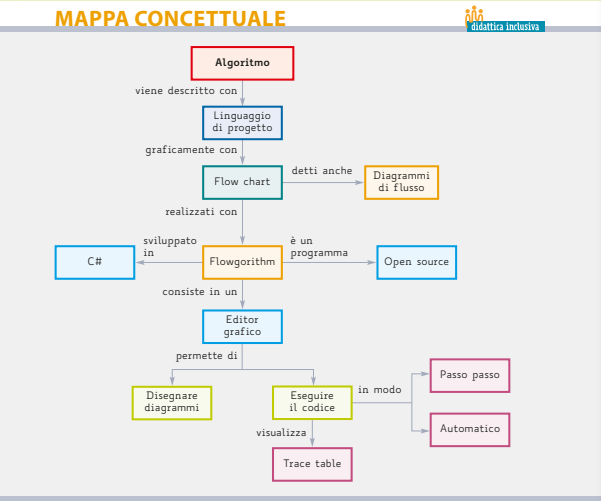 MAPPA CONCETTUALE
didattica inclusiva
Algoritmo
viene descritto con
Linguaggio
di progetto
graficamente con
Flow chart
detti anche
Diagrammi
di flusso
realizzati con
sviluppato
in
C#
Flowgorithm
è un
programma
Open source
consiste in un
Editor
grafico
permette di
Disegnare
diagrammi
Eseguire
il codice
in modo
Passo passo
Automatico
visualizza
Trace table